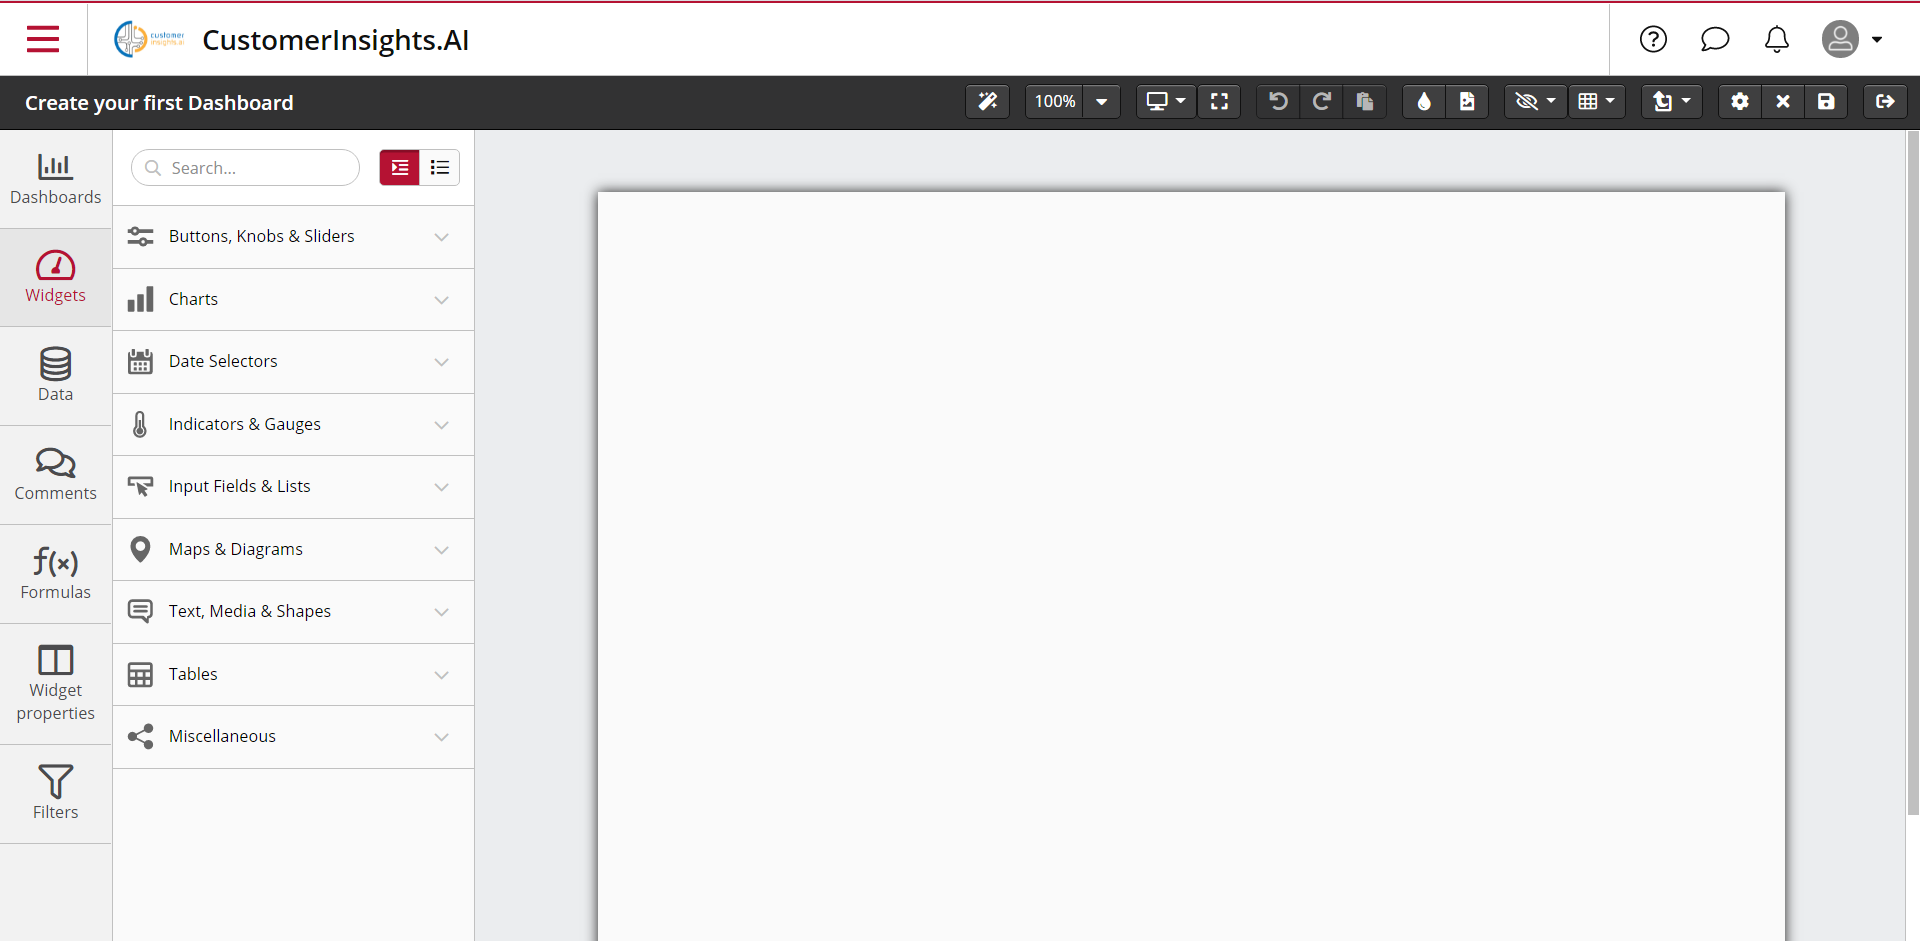 customer
insights.ai
CustomerInsights.AI
Create your first Dashboard
100%
Dashboards
Widgets
Data
Comments
f(x)
Formulas
Widget
properties
Filters
Search...
Buttons, Knobs & Sliders
Charts
Date Selectors
Indicators & Gauges
Input Fields & Lists
Maps & Diagrams
Text, Media & Shapes
Tables
Miscellaneous